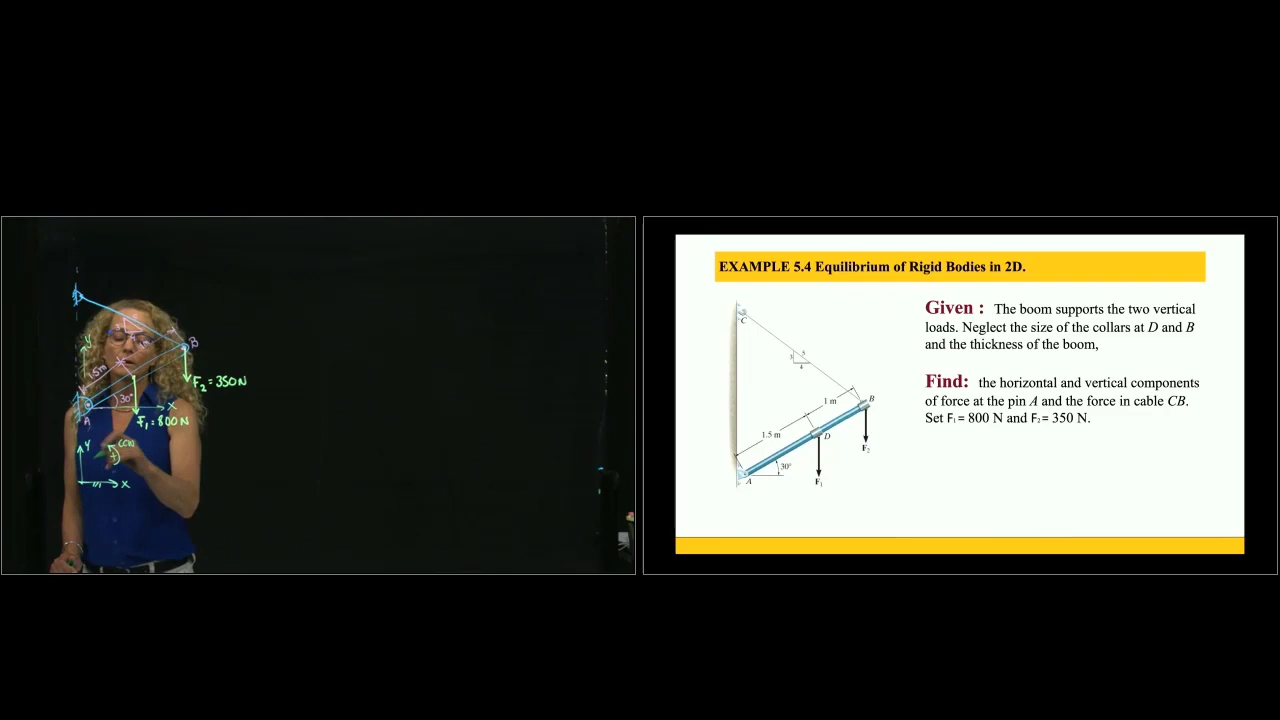 y
B
1.5m
F₂ = 350N
30°
x
A
F₁ = 800 N
y
CCW
+
x
EXAMPLE 5.4 Equilibrium of Rigid Bodies in 2D.
C
3
5
4
1 m
B
1.5 m
D
30°
F₂
A
F₁
Given : The boom supports the two vertical
loads. Neglect the size of the collars at D and B
and the thickness of the boom,
Find: the horizontal and vertical components
of force at the pin A and the force in cable CB.
Set F₁ = 800 N and F₂ = 350 N.